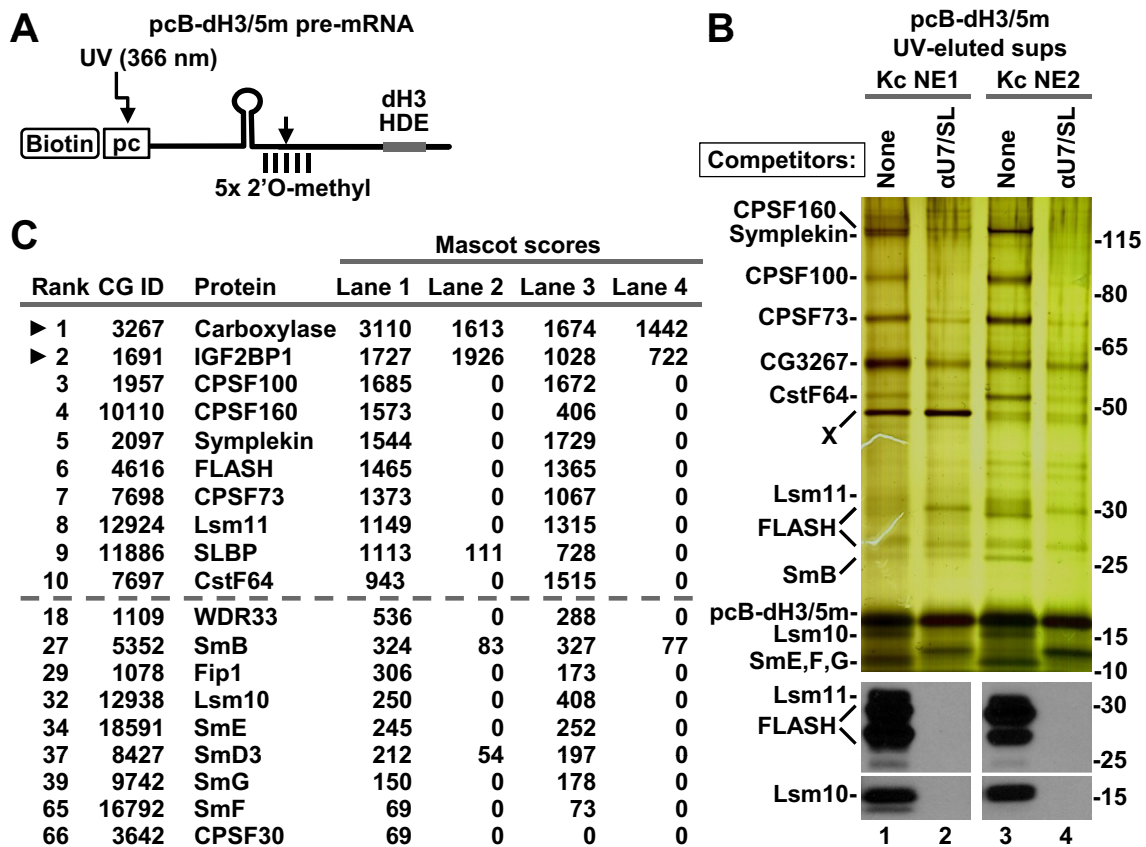 A
pcB-dH3/5m pre-mRNA
UV (366 nm)
Biotin
pc
dH3
HDE
5x 2'O-methyl
B
pcB-dH3/5m
UV-eluted sups
Kc NE1
Kc NE2
Competitors:
None
αU7/SL
None
αU7/SL
CPSF160
Symplekin-
CPSF100-
CPSF73-
CG3267-
CstF64-
X
Lsm11-
FLASH
SmB
pcB-dH3/5m-
Lsm10-
SmE,F,G-
-115
-80
-65
-50
-30
-25
-15
-10
Lsm11-
FLASH
-30
-25
Lsm10-
-15
1 2 3 4
C
Mascot scores
Rank CG ID Protein Lane 1 Lane 2 Lane 3 Lane 4
1 3267 Carboxylase 3110 1613 1674 1442
2 1691 IGF2BP1 1727 1926 1028 722
3 1957 CPSF100 1685 0 1672 0
4 10110 CPSF160 1573 0 406 0
5 2097 Symplekin 1544 0 1729 0
6 4616 FLASH 1465 0 1365 0
7 7698 CPSF73 1373 0 1067 0
8 12924 Lsm11 1149 0 1315 0
9 11886 SLBP 1113 111 728 0
10 7697 CstF64 943 0 1515 0
18 1109 WDR33 536 0 288 0
27 5352 SmB 324 83 327 77
29 1078 Fip1 306 0 173 0
32 12938 Lsm10 250 0 408 0
34 18591 SmE 245 0 252 0
37 8427 SmD3 212 54 197 0
39 9742 SmG 150 0 178 0
65 16792 SmF 69 0 73 0
66 3642 CPSF30 69 0 0 0